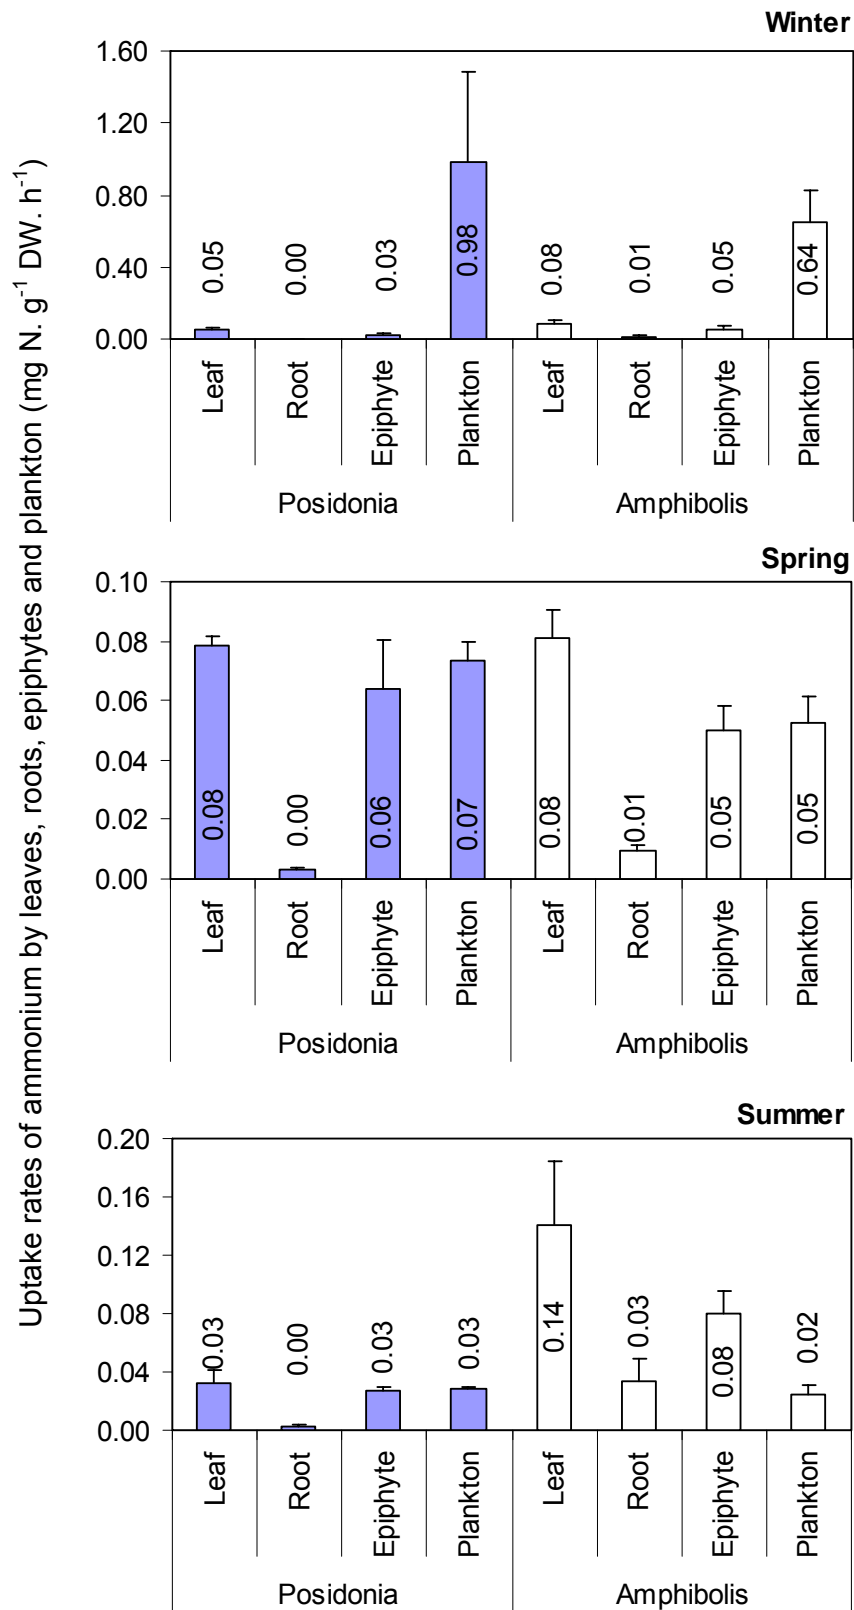 Uptake rates of ammonium by leaves, roots, epiphytes and plankton (mg N. g⁻¹ DW. h⁻¹)
Winter
1.60
1.20
0.80
0.40
0.00
0.05 0.00 0.03 0.98 0.08 0.01 0.05 0.64
Leaf Root Epiphyte Plankton Leaf Root Epiphyte Plankton
Posidonia Amphibolis
Spring
0.10
0.08
0.06
0.04
0.02
0.00
0.08 0.00 0.06 0.07 0.08 0.01 0.05 0.05
Leaf Root Epiphyte Plankton Leaf Root Epiphyte Plankton
Posidonia Amphibolis
Summer
0.20
0.16
0.12
0.08
0.04
0.00
0.03 0.00 0.03 0.03 0.14 0.03 0.08 0.02
Leaf Root Epiphyte Plankton Leaf Root Epiphyte Plankton
Posidonia Amphibolis